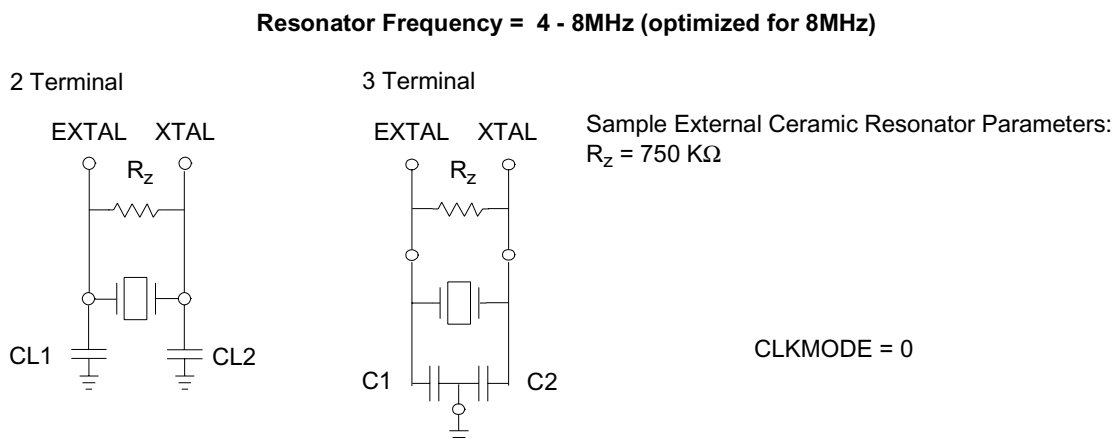 Resonator Frequency =  4 - 8MHz (optimized for 8MHz)
2 Terminal
3 Terminal
EXTAL XTAL
EXTAL XTAL
Sample External Ceramic Resonator Parameters:
Rz = 750 KΩ
Rz
Rz
CL1
CL2
CLKMODE = 0
C1
C2